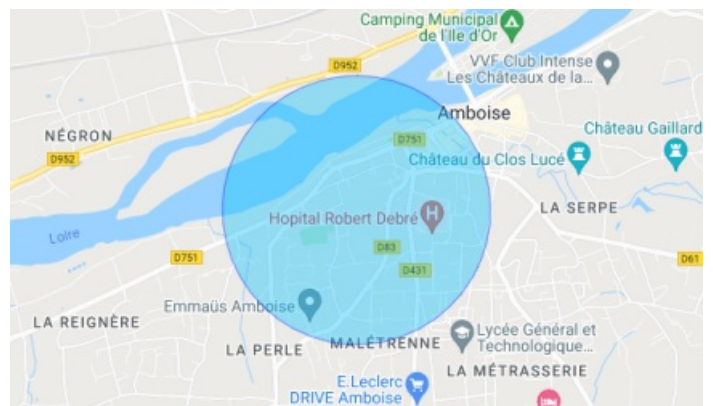 Camping Municipal
de l'Ile d'Or
D952
VVF Club Intense
Les Châteaux de la...
Amboise
NÉGRON
D952
D751
Château Gaillard
Château du Clos Lucé
LA SERPE
Hopital Robert Debré
Loire
D751
D83
D61
D431
Emmaüs Amboise
LA REIGNÈRE
LA PERLE
MALÉTRENNE
Lycée Général et
Technologique...
LA MÉTRASSERIE
E.Leclerc
DRIVE Amboise